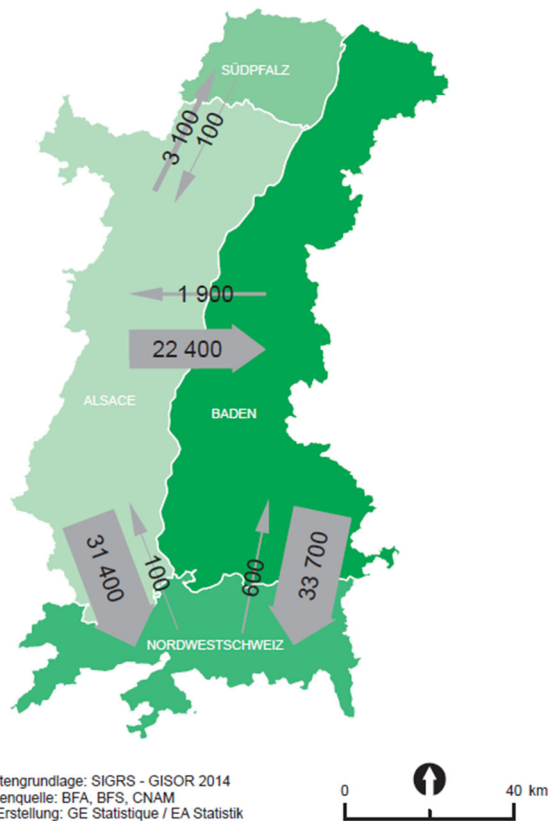 SÜDPFALZ
3 100
100
1 900
22 400
ALSACE
BADEN
31 400
100
600
33 700
NORDWESTSCHWEIZ
tengrundlage: SIGRS - GISOR 2014
enquelle: BFA, BFS, CNAM
Erstellung: GE Statistique / EA Statistik
0 40 km